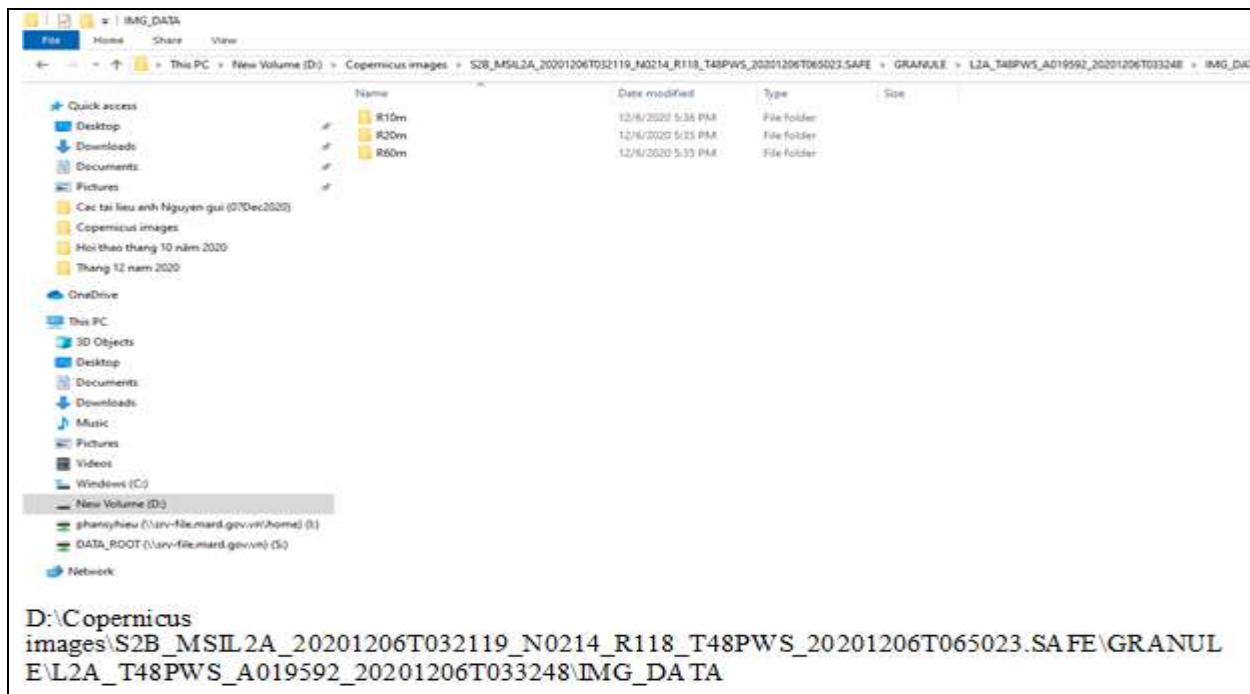 IMG_DATA
File Home Share View
This PC > New Volume (D:) > Copernicus images > S2B_MSIL2A_20201206T032119_N0214_R118_T48PWS_20201206T065023.SAFE > GRANULE > L2A_T48PWS_A019592_20201206T033248 > IMG_DAT
Name Date modified Type Size
Quick access
Desktop
Downloads
Documents
Pictures
Cac tai lieu anh Nguyen gui (07Dec2020)
Copernicus images
Hoi thao thang 10 năm 2020
Thang 12 nam 2020
OneDrive
This PC
3D Objects
Desktop
Documents
Downloads
Music
Pictures
Videos
Windows (C:)
New Volume (D:)
phansyhieu (\\srv-file.mard.gov.vn\home) (I:)
DATA_ROOT (\\srv-file.mard.gov.vn) (S:)
Network
R10m 12/6/2020 5:36 PM File folder
R20m 12/6/2020 5:35 PM File folder
R60m 12/6/2020 5:35 PM File folder
D:\Copernicus
images\S2B_MSIL2A_20201206T032119_N0214_R118_T48PWS_20201206T065023.SAFE\GRANUL
E\L2A_T48PWS_A019592_20201206T033248\IMG_DATA